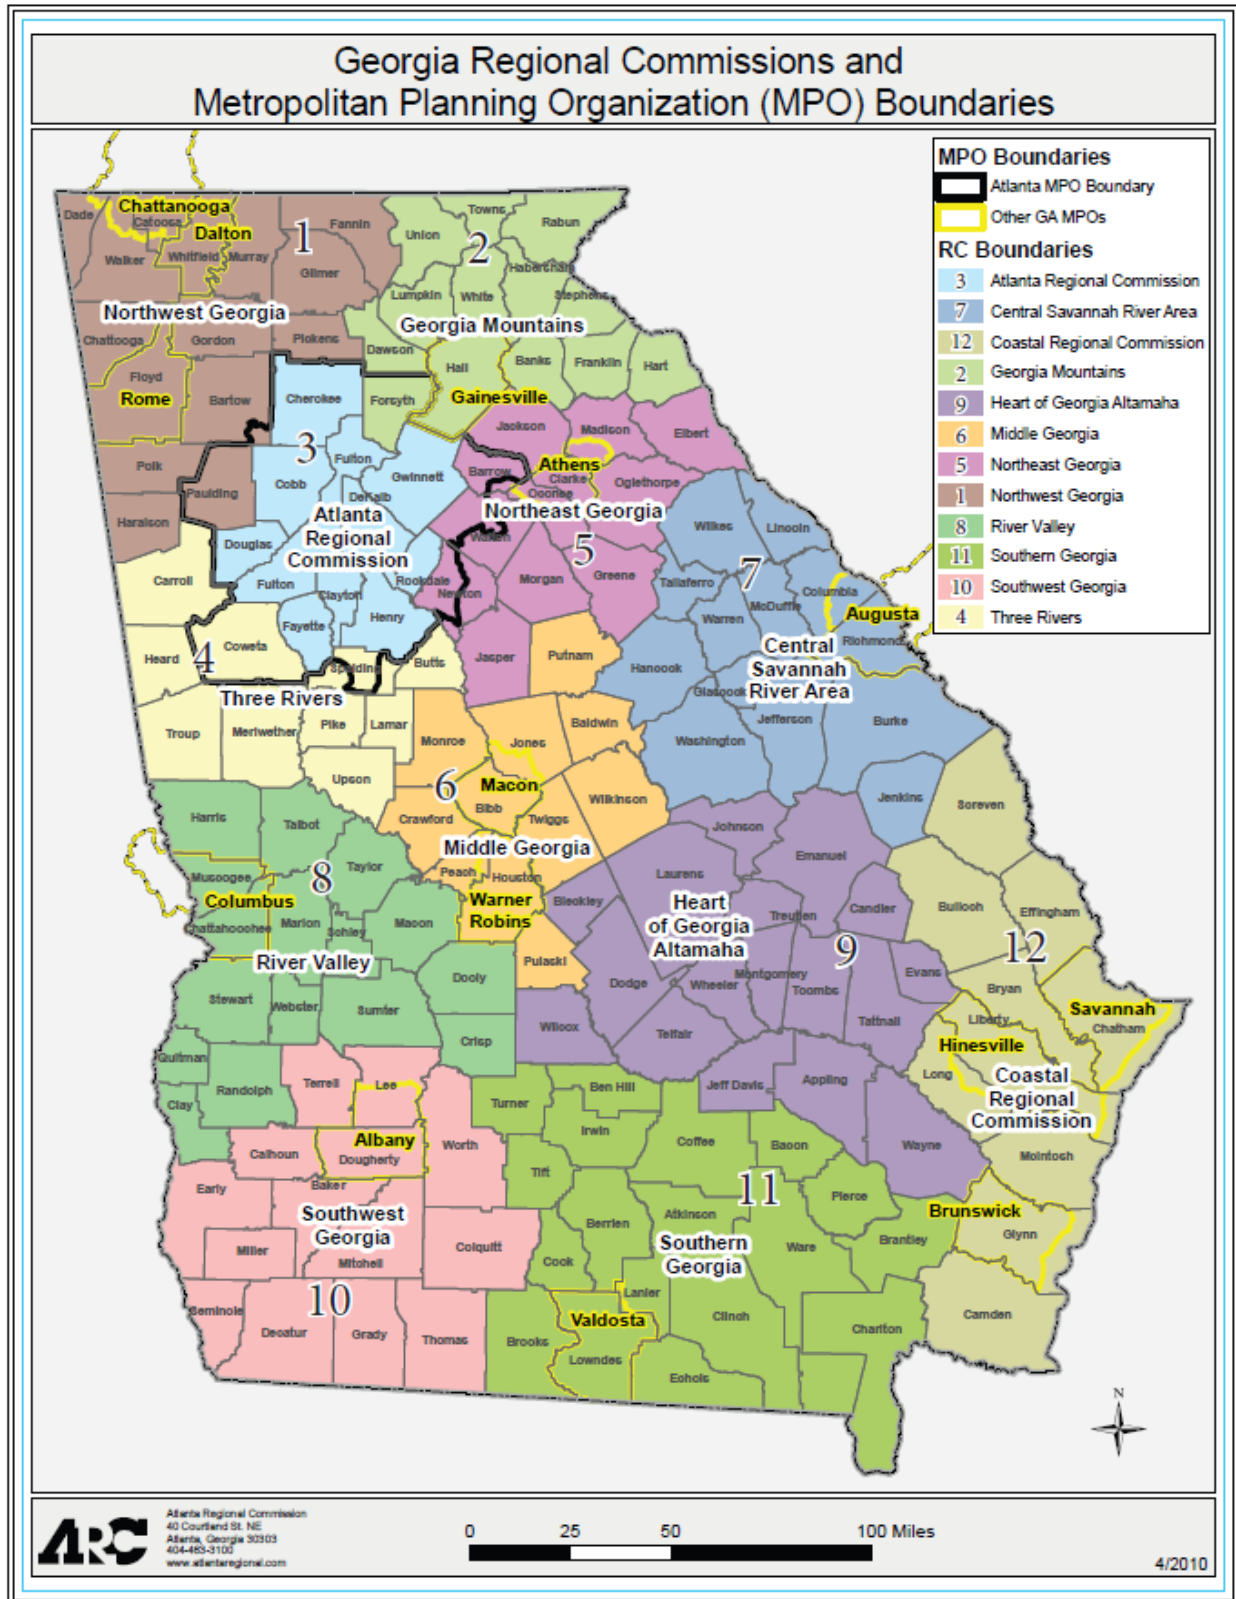 Georgia Regional Commissions and
Metropolitan Planning Organization (MPO) Boundaries
MPO Boundaries
Atlanta MPO Boundary
Other GA MPOs
RC Boundaries
3 Atlanta Regional Commission
7 Central Savannah River Area
12 Coastal Regional Commission
2 Georgia Mountains
9 Heart of Georgia Altamaha
6 Middle Georgia
5 Northeast Georgia
1 Northwest Georgia
8 River Valley
11 Southern Georgia
10 Southwest Georgia
4 Three Rivers
Dade
Chattanooga
Catoosa
Dalton
Walker
Whitfield
Murray
1
Fannin
Gilmer
Northwest Georgia
Chattooga
Gordon
Pickens
Floyd
Rome
Bartow
Polk
Paulding
Haralson
Towns
Rabun
Union
2
Habersham
Lumpkin
White
Stephens
Georgia Mountains
Dawson
Hall
Banks
Franklin
Hart
Forsyth
Gainesville
Cherokee
3
Fulton
Gwinnett
Cobb
DeKalb
Atlanta
Regional
Commission
Douglas
Fulton
Clayton
Rockdale
Fayette
Henry
Jackson
Madison
Elbert
Barrow
Athens
Clarke
Oconee
Oglethorpe
Northeast Georgia
Walton
5
Newton
Morgan
Greene
Jasper
Carroll
Heard
4
Coweta
Spalding
Butts
Three Rivers
Troup
Meriwether
Pike
Lamar
Upson
Wilkes
Lincoln
Taliaferro
7
McDuffie
Columbia
Augusta
Warren
Richmond
Central
Savannah
River Area
Hancock
Glascock
Jefferson
Burke
Washington
Jenkins
Putnam
Baldwin
Monroe
Jones
6
Macon
Bibb
Wilkinson
Crawford
Twiggs
Middle Georgia
Peach
Houston
Warner
Robins
Pulaski
Harris
Talbot
Taylor
8
Muscogee
Columbus
Chattahoochee
Marion
Schley
Macon
River Valley
Dooly
Stewart
Webster
Sumter
Crisp
Quitman
Randolph
Clay
Johnson
Emanuel
Laurens
Bleckley
Heart
of Georgia
Altamaha
Treutlen
Candler
9
Dodge
Wheeler
Montgomery
Toombs
Evans
Tattnall
Wilcox
Telfair
Jeff Davis
Appling
Wayne
Screven
Bulloch
Effingham
12
Bryan
Savannah
Liberty
Chatham
Hinesville
Long
Coastal
Regional
Commission
McIntosh
Brunswick
Glynn
Camden
Terrell
Lee
Albany
Worth
Calhoun
Dougherty
Early
Baker
Southwest
Georgia
Miller
Mitchell
Colquitt
10
Seminole
Decatur
Grady
Thomas
Turner
Ben Hill
Irwin
Coffee
Bacon
Tift
11
Pierce
Berrien
Atkinson
Southern
Georgia
Ware
Brantley
Cook
Lanier
Clinch
Charlton
Brooks
Valdosta
Lowndes
Echols
N
ARC
Atlanta Regional Commission
40 Courtland St. NE
Atlanta, Georgia 30303
404-463-3100
www.atlantaregional.com
0 25 50 100 Miles
4/2010